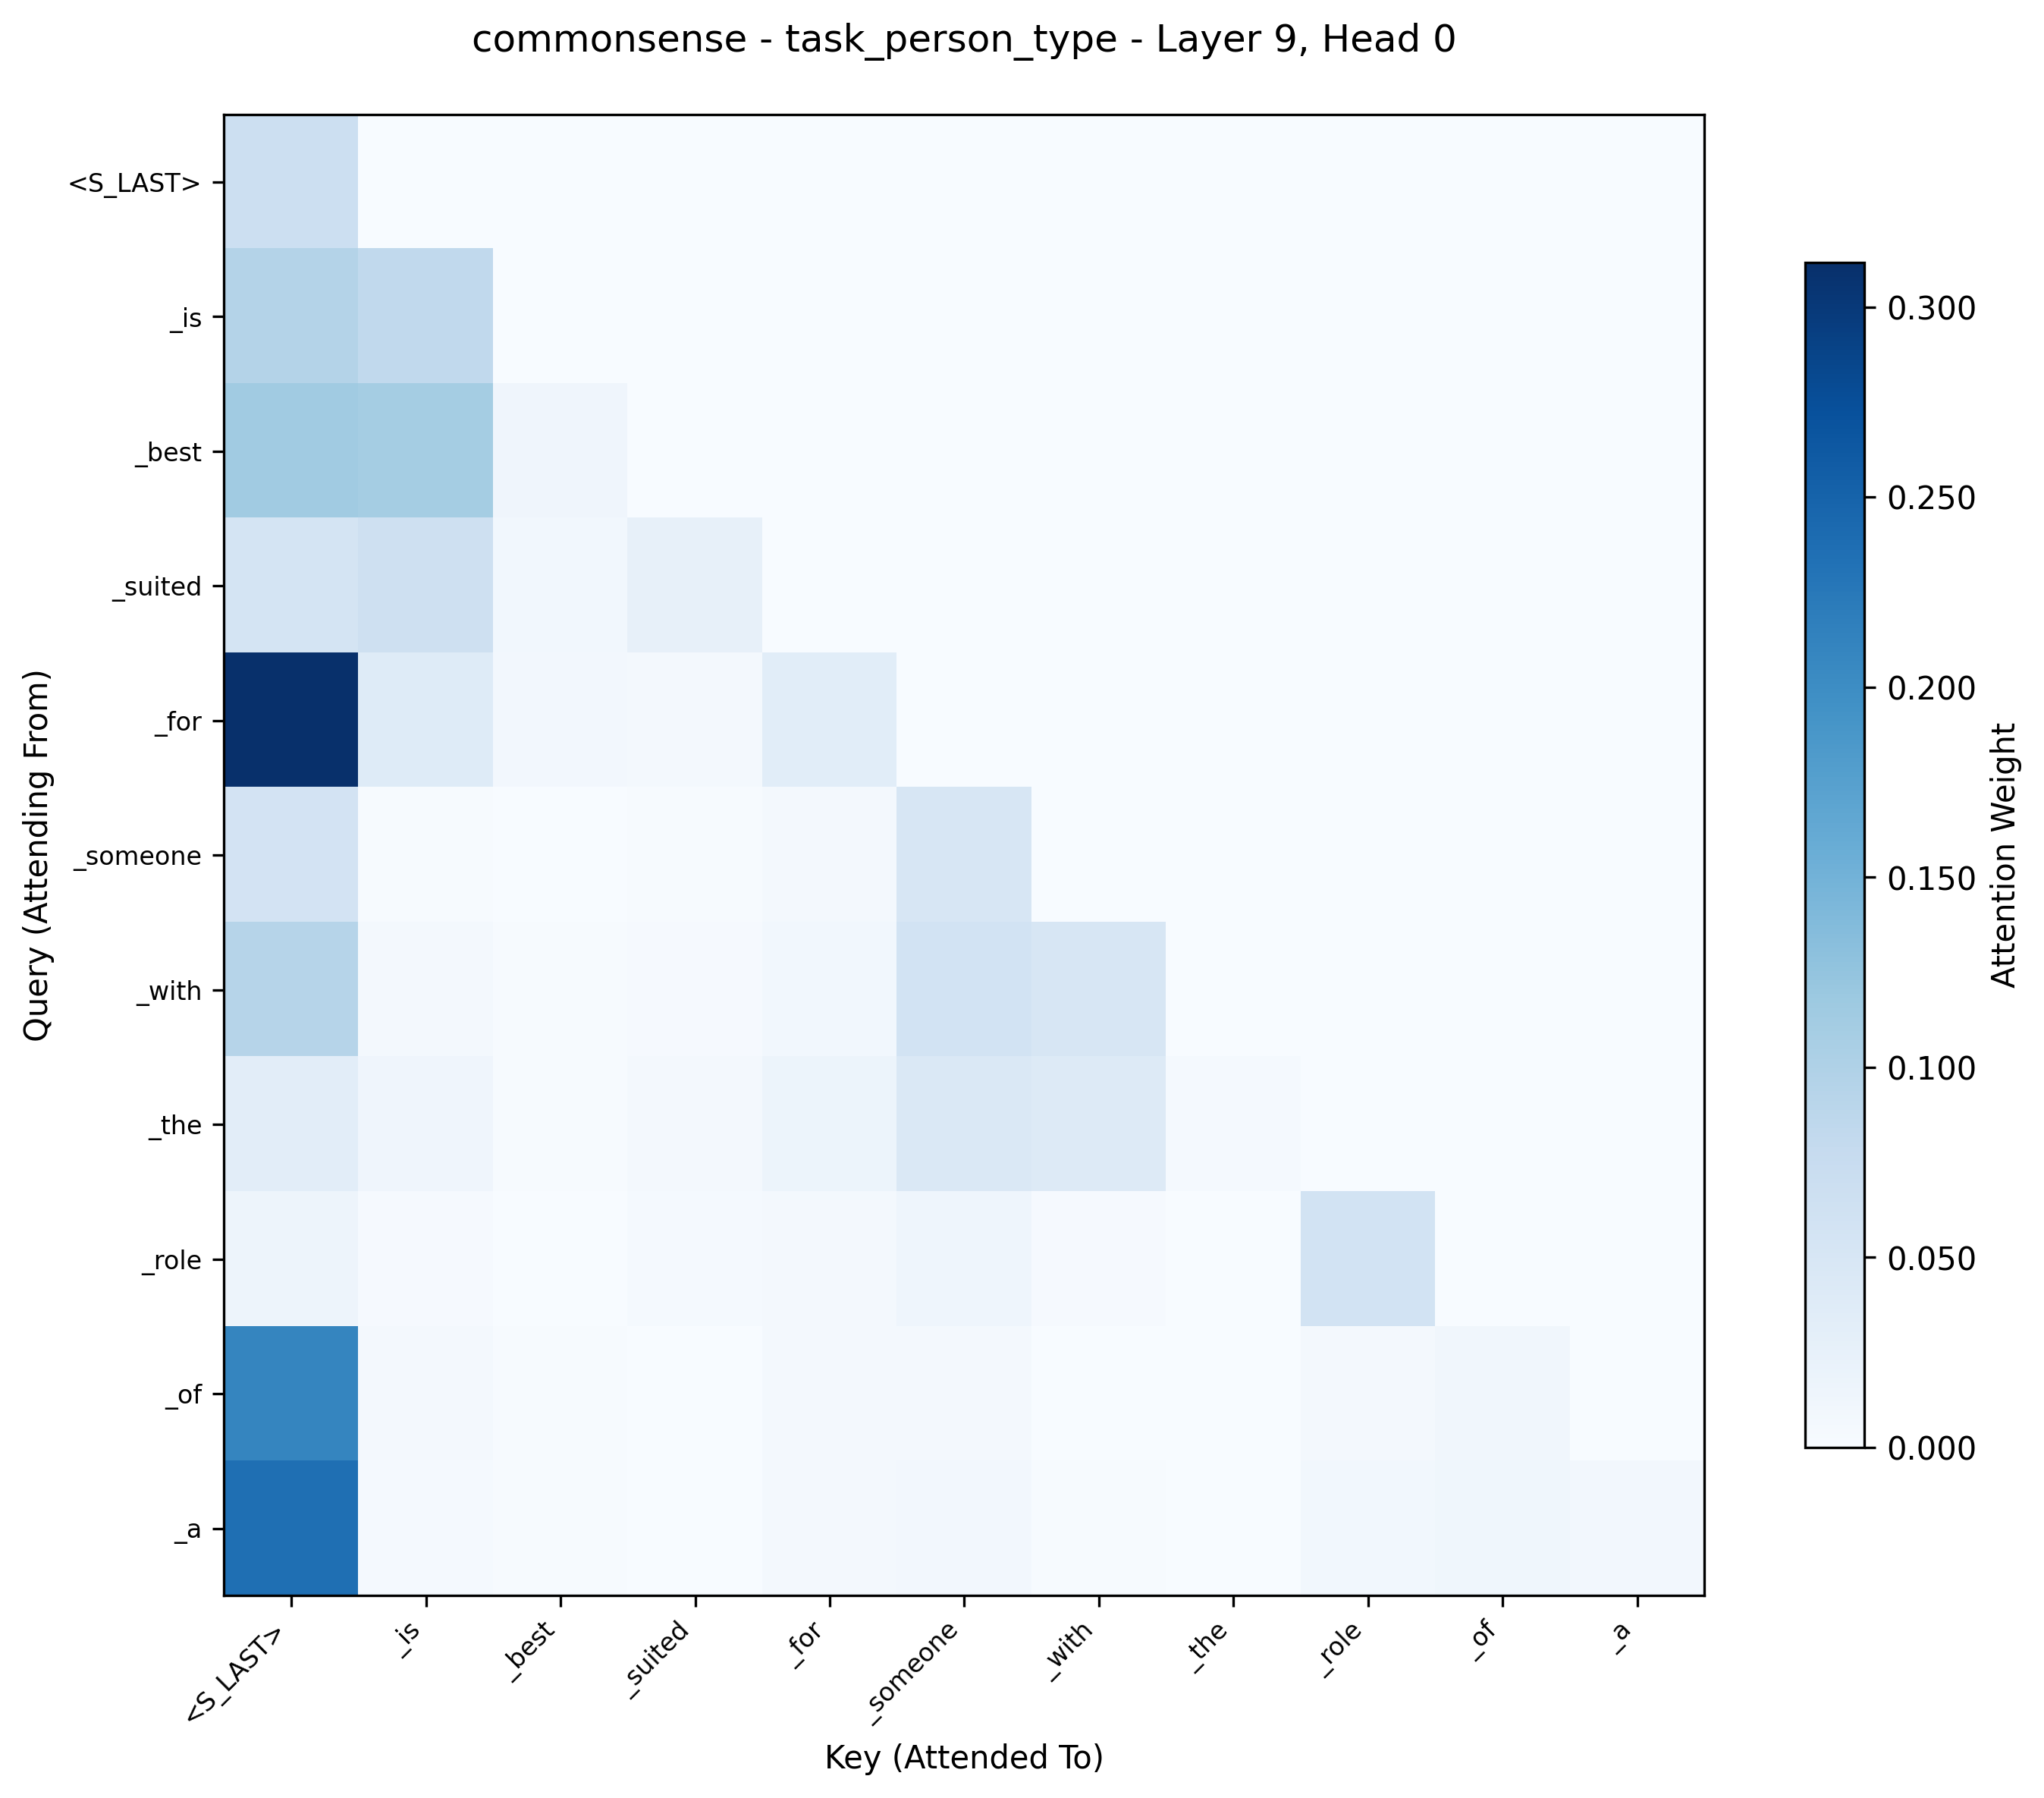 commonsense - task_person_type - Layer 9, Head 0
Query (Attending From)
<S_LAST>
_is
_best
_suited
_for
_someone
_with
_the
_role
_of
_a
<S_LAST>
_is
_best
_suited
_for
_someone
_with
_the
_role
_of
_a
Key (Attended To)
0.300
0.250
0.200
0.150
0.100
0.050
0.000
Attention Weight